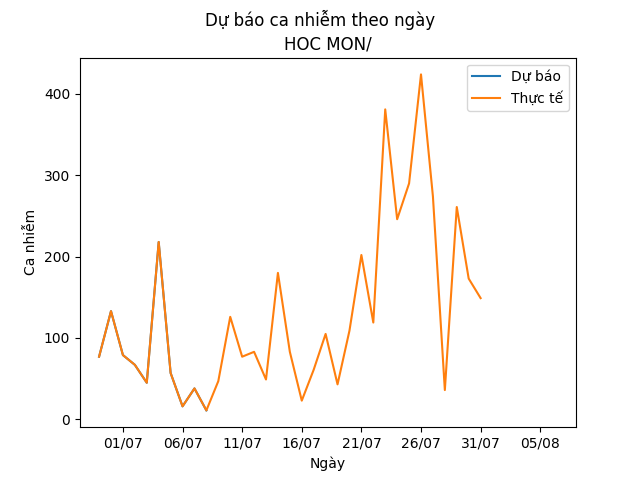 Dự báo ca nhiễm theo ngày
HOC MON/
Dự báo
Thực tế
400
300
200
100
0
Ca nhiễm
01/07 06/07 11/07 16/07 21/07 26/07 31/07 05/08
Ngày